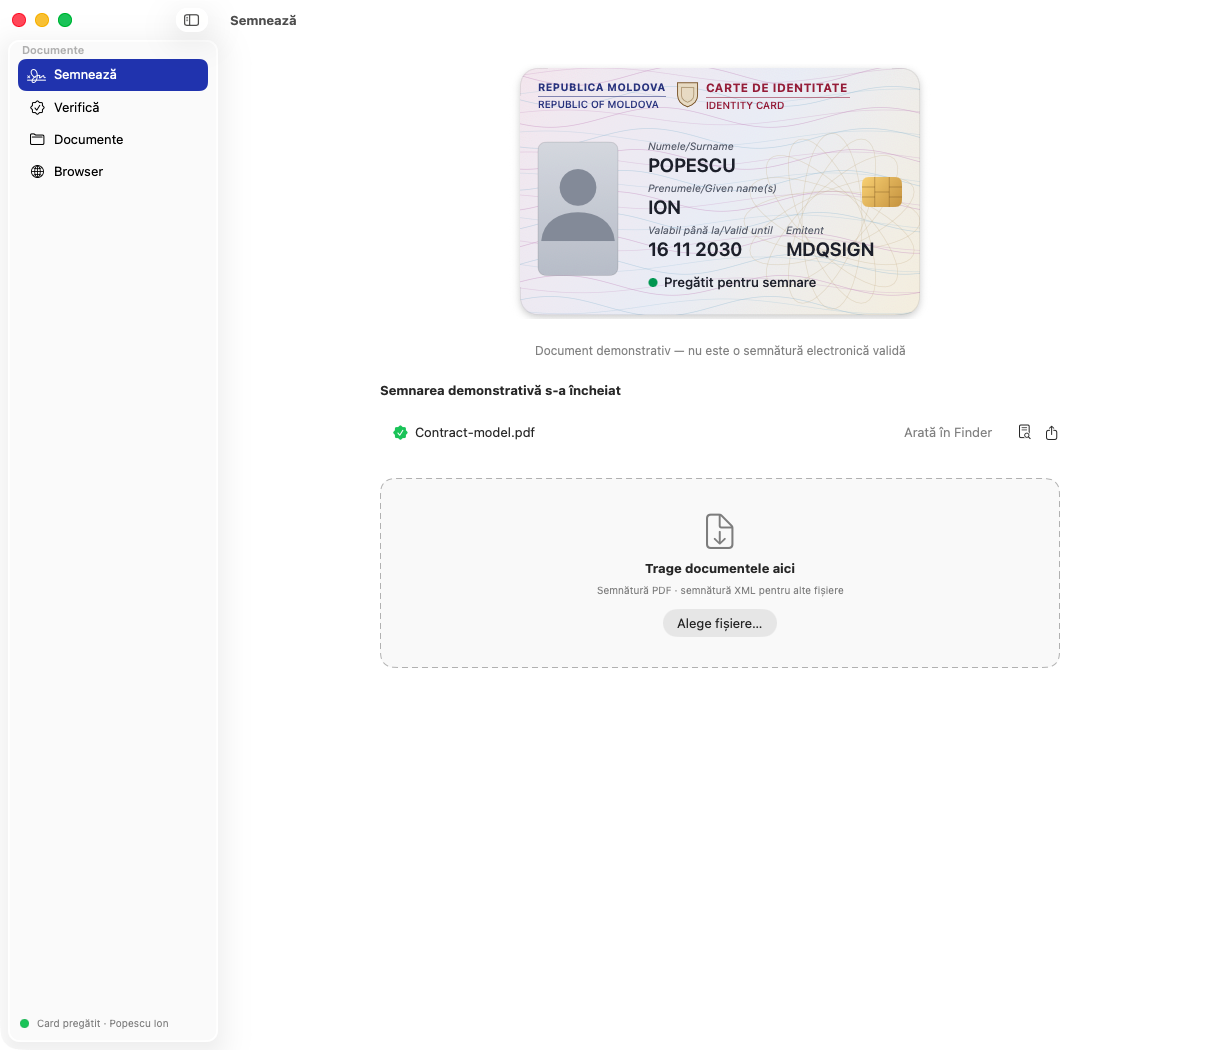 Semnează
Documente
Semnează
Verifică
Documente
Browser
REPUBLICA MOLDOVA
REPUBLIC OF MOLDOVA
CARTE DE IDENTITATE
IDENTITY CARD
Numele/Surname
POPESCU
Prenumele/Given name(s)
ION
Valabil până la/Valid until
Emitent
16 11 2030
MDQSIGN
Pregătit pentru semnare
Document demonstrativ — nu este o semnătură electronică validă
Semnarea demonstrativă s-a încheiat
Contract-model.pdf
Arată în Finder
Trage documentele aici
Semnătură PDF · semnătură XML pentru alte fișiere
Alege fișiere...
Card pregătit · Popescu Ion